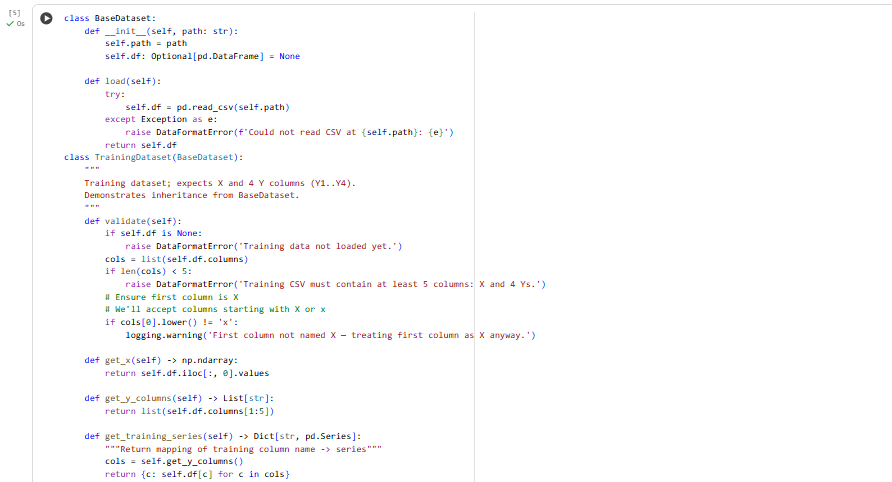 [5]
0s
class BaseDataset:
    def __init__(self, path: str):
        self.path = path
        self.df: Optional[pd.DataFrame] = None

    def load(self):
        try:
            self.df = pd.read_csv(self.path)
        except Exception as e:
            raise DataFormatError(f'Could not read CSV at {self.path}: {e}')
        return self.df
class TrainingDataset(BaseDataset):
    """
    Training dataset; expects X and 4 Y columns (Y1..Y4).
    Demonstrates inheritance from BaseDataset.
    """
    def validate(self):
        if self.df is None:
            raise DataFormatError('Training data not loaded yet.')
        cols = list(self.df.columns)
        if len(cols) < 5:
            raise DataFormatError('Training CSV must contain at least 5 columns: X and 4 Ys.')
        # Ensure first column is X
        # We'll accept columns starting with X or x
        if cols[0].lower() != 'x':
            logging.warning('First column not named X — treating first column as X anyway.')

    def get_x(self) -> np.ndarray:
        return self.df.iloc[:, 0].values

    def get_y_columns(self) -> List[str]:
        return list(self.df.columns[1:5])

    def get_training_series(self) -> Dict[str, pd.Series]:
        """Return mapping of training column name -> series"""
        cols = self.get_y_columns()
        return {c: self.df[c] for c in cols}